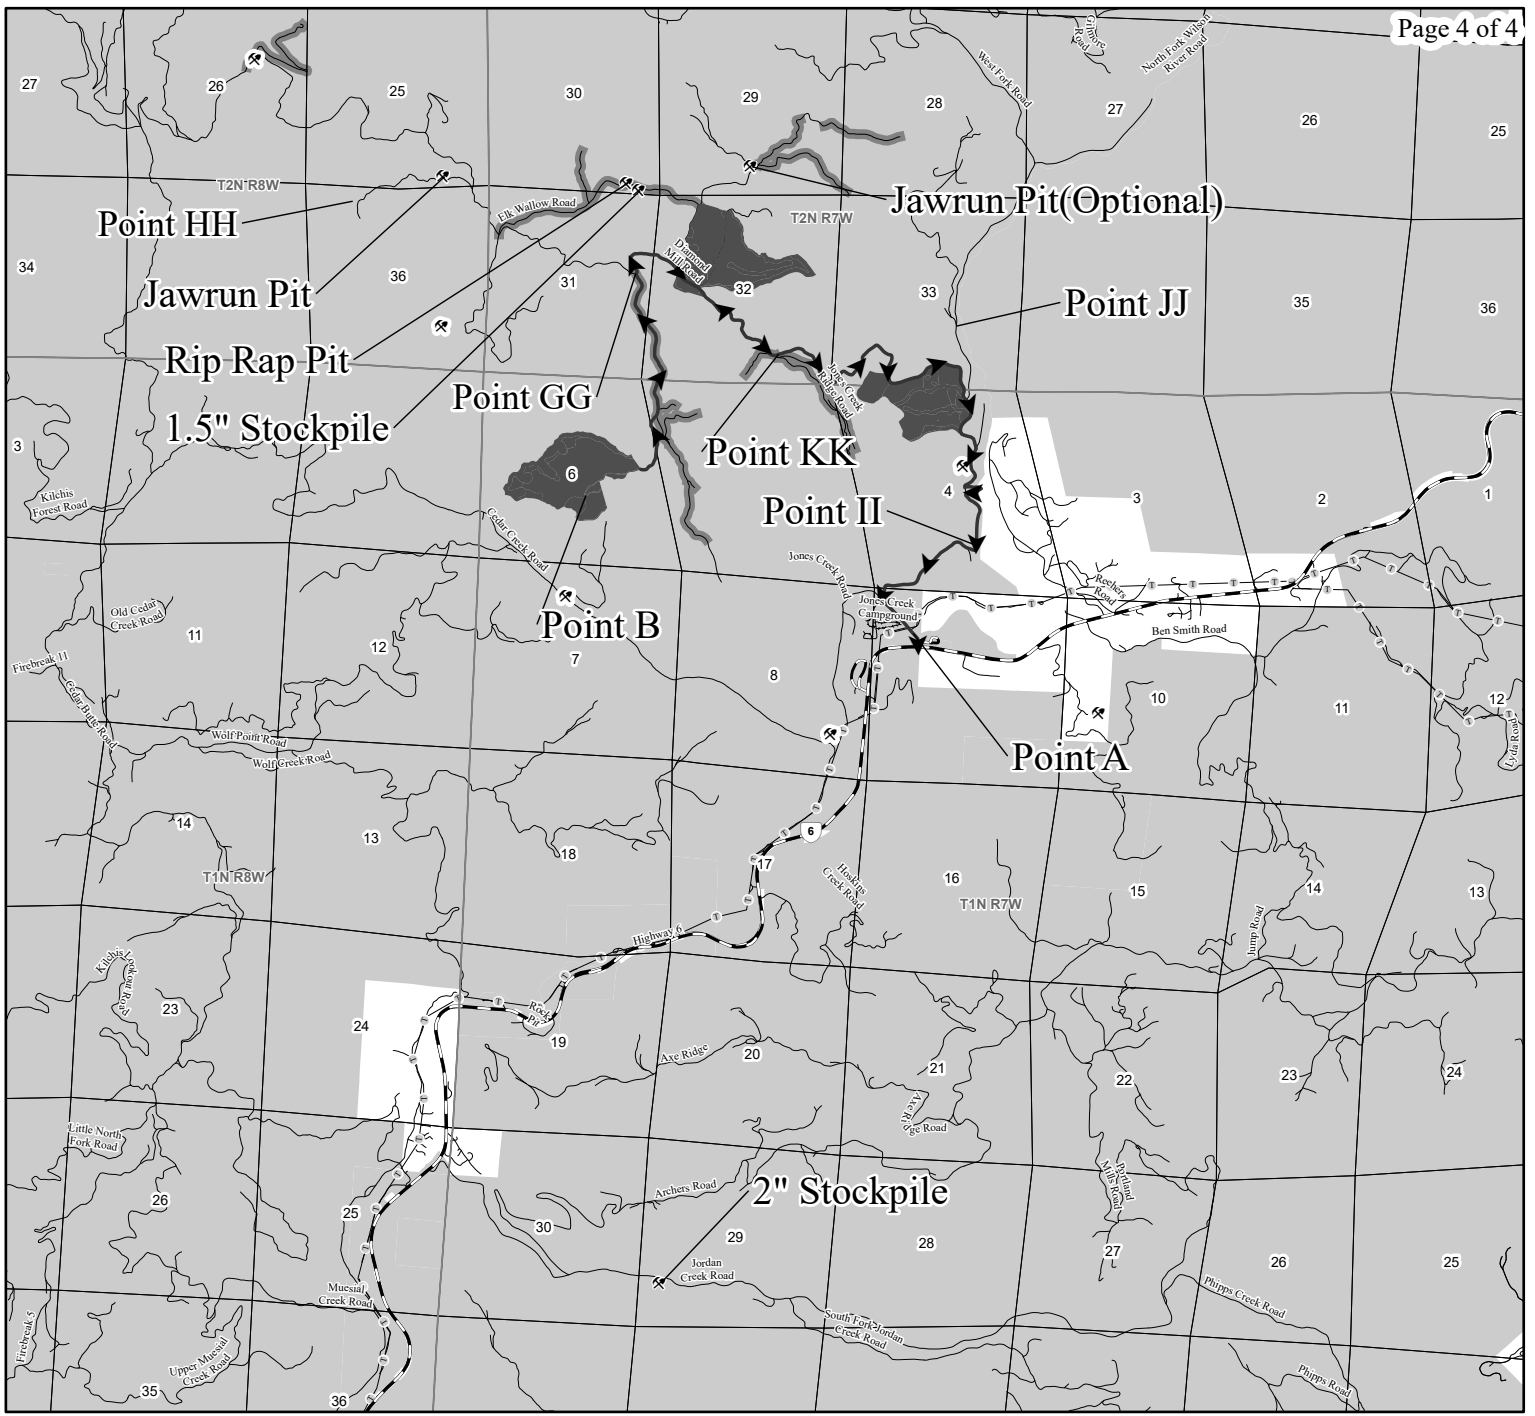 Page 4 of 4
Gilmore
Road
North Fork Wilson
River Road
West Fork Road
27
26
25
30
29
28
27
26
25
T2N R8W
Elk Wallow Road
T2N R7W
Jawrun Pit(Optional)
Point HH
34
36
31
Diamond
Mill Road
32
33
35
36
Jawrun Pit
Point JJ
Rip Rap Pit
Point GG
Jones Creek
Ridge Road
1.5" Stockpile
3
Point KK
6
4
3
2
1
Kilchis
Forest Road
Point II
Cedar Creek Road
Jones Creek Road
Reehers
Road
Jones Creek
Campground
Old Cedar
Creek Road
11
Point B
Ben Smith Road
12
7
8
10
11
12
Firebreak 11
Cedar Butte Road
Wolf Point Road
Wolf Creek Road
Lyda Road
Point A
14
13
18
6
17
Hoskins
Creek Road
16
15
14
13
T1N R8W
T1N R7W
Jump Road
Highway 6
Kilchis
Lookout Road
23
24
Rock
Pit
19
Axe Ridge
20
21
22
23
24
Axe Rid
ge Road
Little North
Fork Road
Portland
Mills Road
26
25
30
Archers Road
2" Stockpile
29
28
27
26
25
Jordan
Creek Road
Muesial
Creek Road
Phipps Creek Road
South Fork Jordan
Creek Road
Firebreak 5
Upper Muesial
Creek Road
Phipps Road
35
36